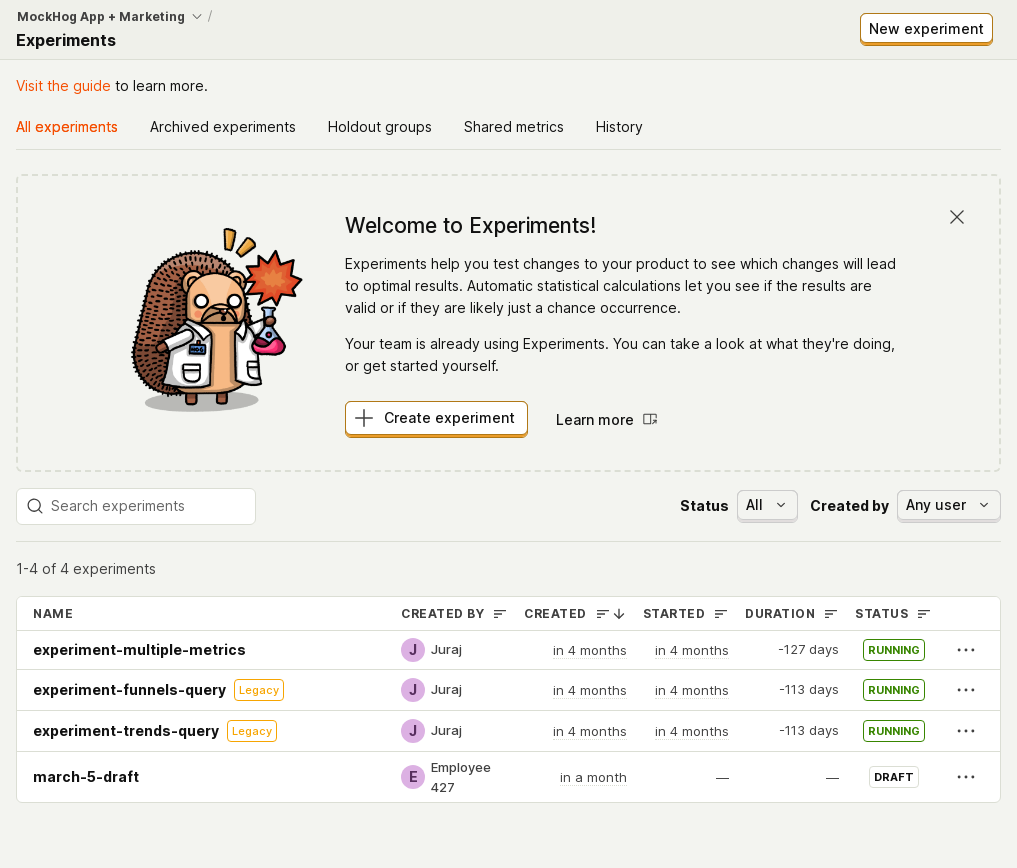 MockHog App + Marketing /
Experiments
New experiment
Visit the guide to learn more.
All experiments Archived experiments Holdout groups Shared metrics History
Welcome to Experiments!
Experiments help you test changes to your product to see which changes will lead
to optimal results. Automatic statistical calculations let you see if the results are
valid or if they are likely just a chance occurrence.
Your team is already using Experiments. You can take a look at what they're doing,
or get started yourself.
Create experiment Learn more
Search experiments Status All Created by Any user
1-4 of 4 experiments
NAME CREATED BY CREATED STARTED DURATION STATUS
experiment-multiple-metrics J Juraj in 4 months in 4 months -127 days RUNNING
experiment-funnels-query Legacy J Juraj in 4 months in 4 months -113 days RUNNING
experiment-trends-query Legacy J Juraj in 4 months in 4 months -113 days RUNNING
march-5-draft E Employee 427 in a month — — DRAFT